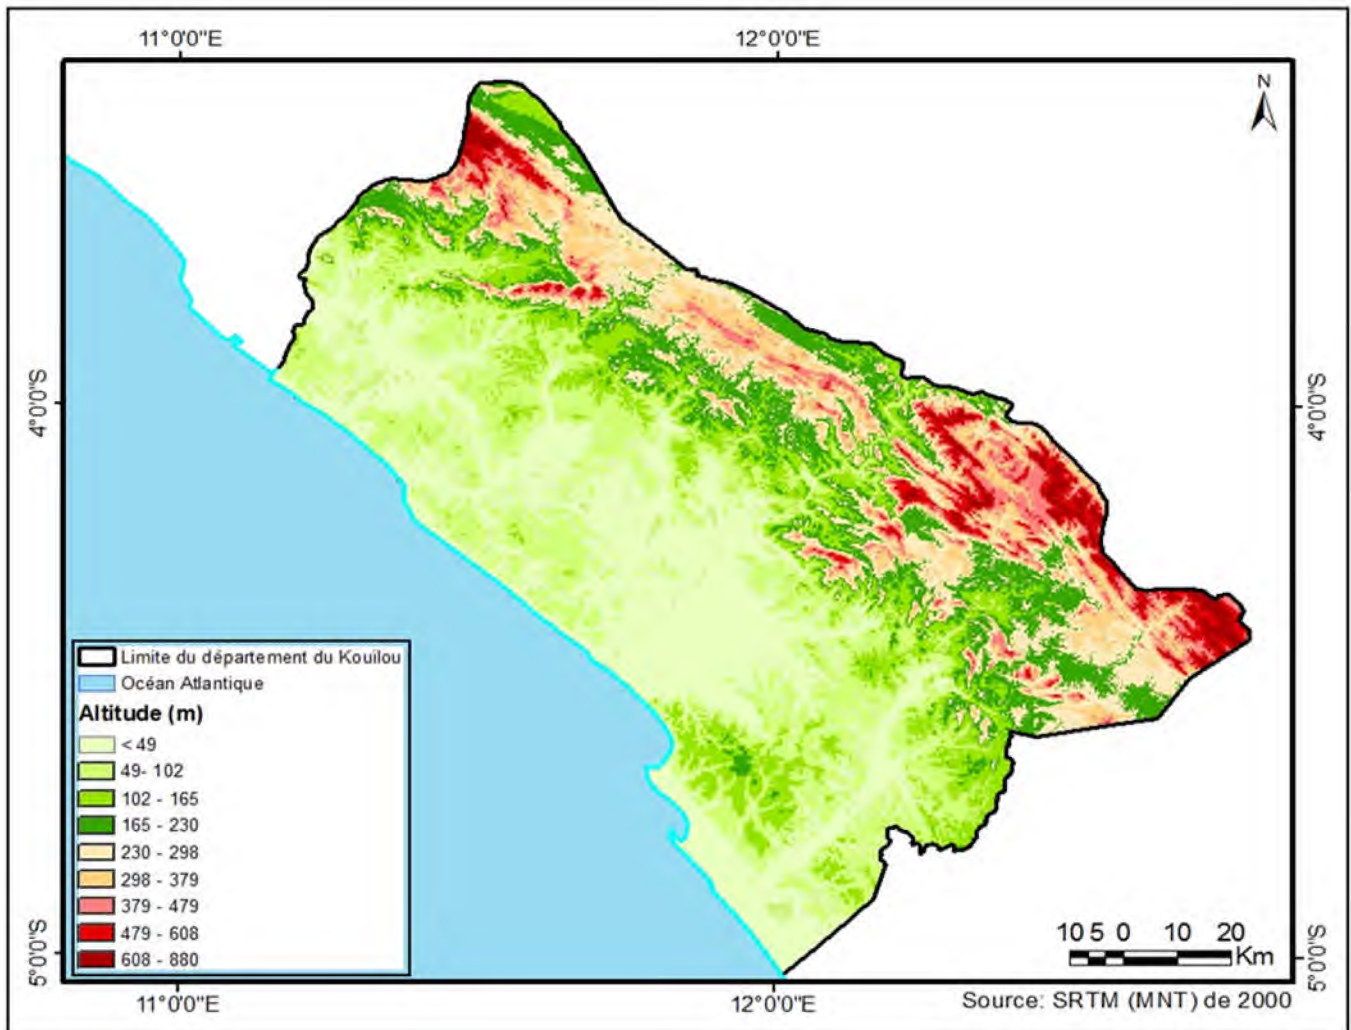 11°0'0"E 12°0'0"E
N
4°0'0"S 4°0'0"S
Limite du département du Kouilou
Océan Atlantique
Altitude (m)
< 49
49- 102
102 - 165
165 - 230
230 - 298
298 - 379
379 - 479
479 - 608
608 - 880
10 5 0 10 20
Km
5°0'0"S 5°0'0"S
11°0'0"E 12°0'0"E
Source: SRTM (MNT) de 2000